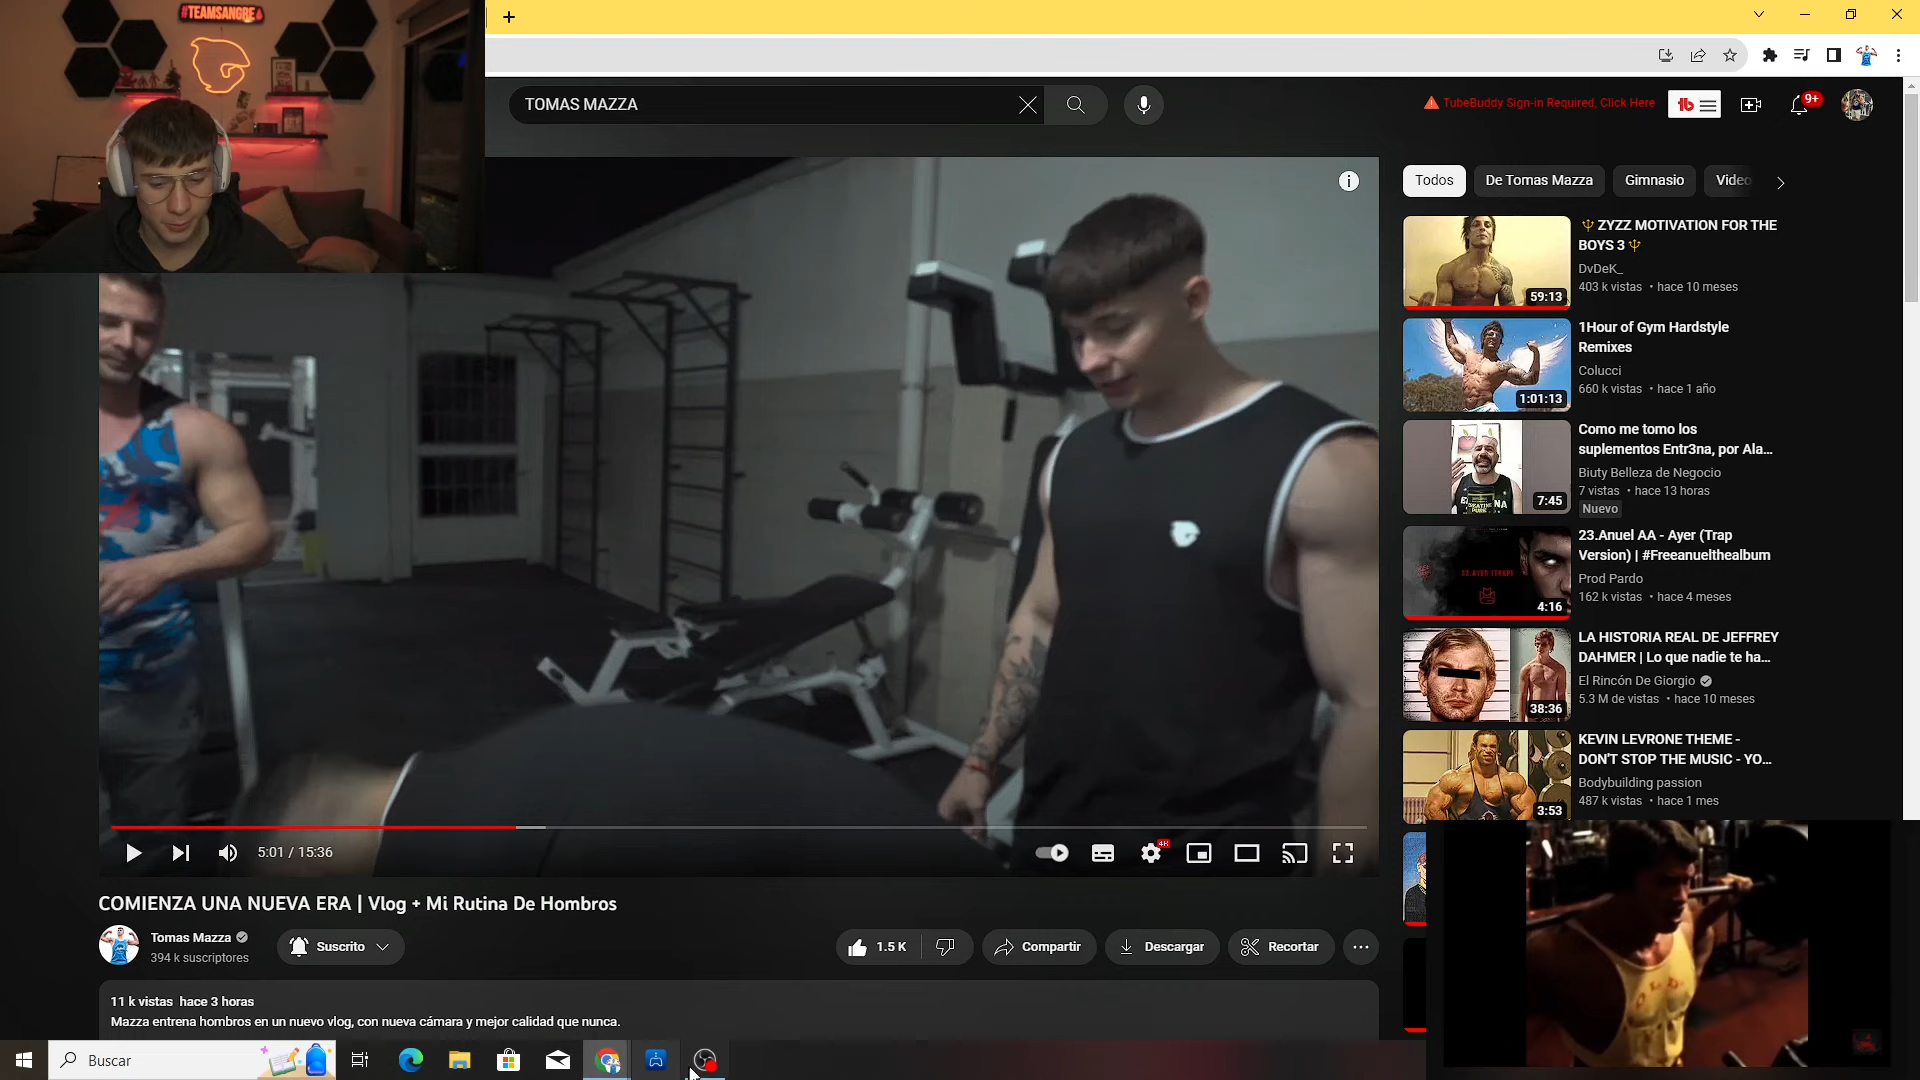 #TEAMSANGRE
TOMAS MAZZA
TubeBuddy Sign-in Required, Click Here
tb
9+
Todos
De Tomas Mazza
Gimnasio
Video
ZYZZ MOTIVATION FOR THE
BOYS 3
DvDeK_
403 k vistas • hace 10 meses
59:13
1Hour of Gym Hardstyle
Remixes
Colucci
660 k vistas • hace 1 año
1:01:13
Como me tomo los
suplementos Entr3na, por Ala...
Biuty Belleza de Negocio
7 vistas • hace 13 horas
Nuevo
7:45
23.Anuel AA - Ayer (Trap
Version) | #Freeanuelthealbum
Prod Pardo
162 k vistas • hace 4 meses
4:16
LA HISTORIA REAL DE JEFFREY
DAHMER | Lo que nadie te ha...
El Rincón De Giorgio
5.3 M de vistas • hace 10 meses
38:36
KEVIN LEVRONE THEME -
DON'T STOP THE MUSIC - YO...
Bodybuilding passion
487 k vistas • hace 1 mes
3:53
5:01 / 15:36
4K
COMIENZA UNA NUEVA ERA | Vlog + Mi Rutina De Hombros
Tomas Mazza
394 k suscriptores
Suscrito
1.5 K
Compartir
Descargar
Recortar
11 k vistas hace 3 horas
Mazza entrena hombros en un nuevo vlog, con nueva cámara y mejor calidad que nunca.
Buscar